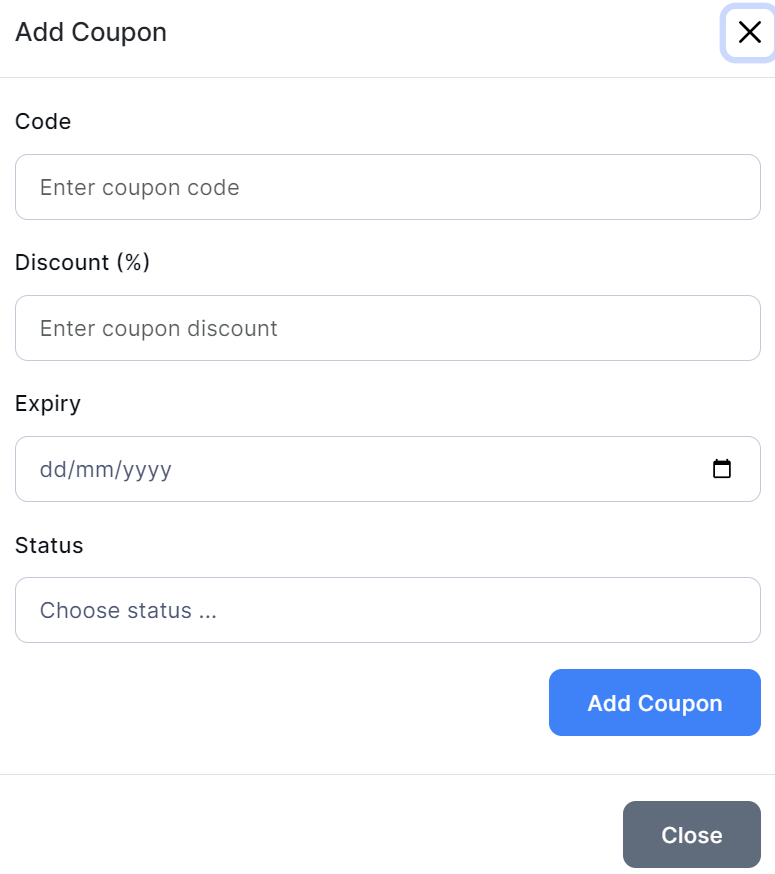 Add Coupon
Code
Enter coupon code
Discount (%)
Enter coupon discount
Expiry
dd/mm/yyyy
Status
Choose status ...
Add Coupon
Close